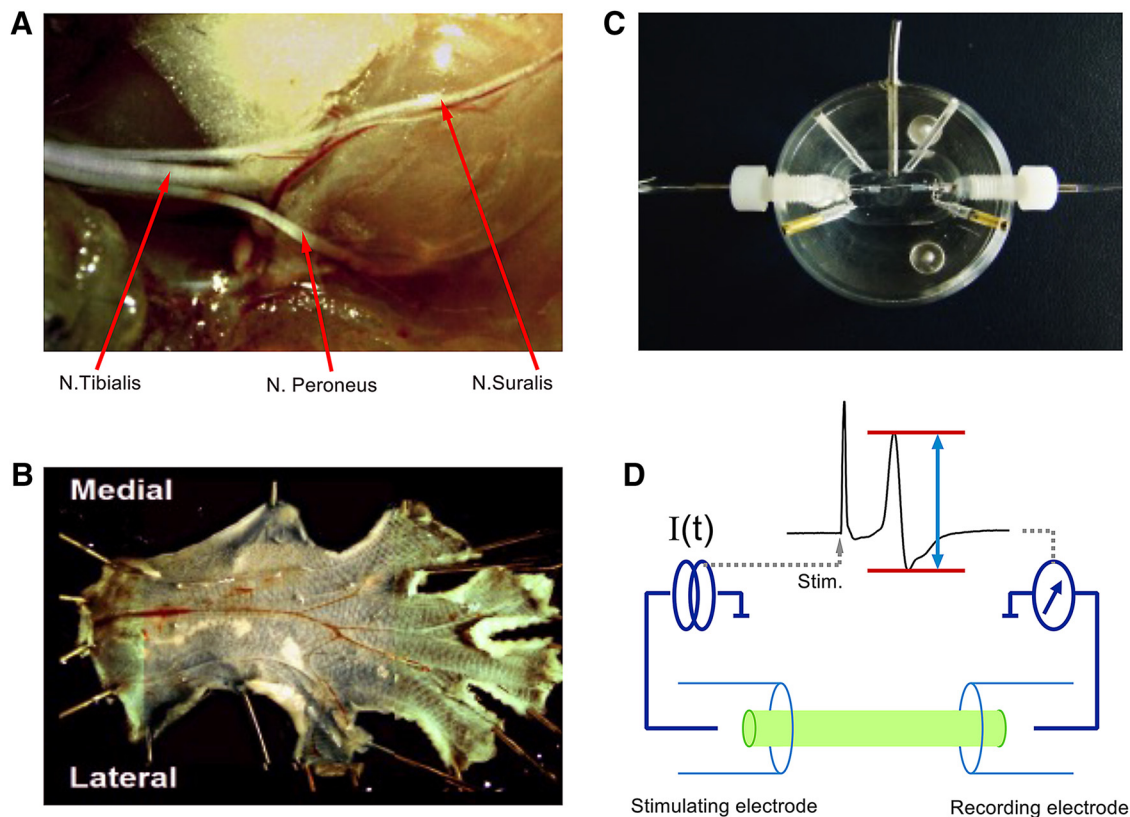 A
N.Tibialis
N. Peroneus
N.Suralis
B
Medial
Lateral
C
D
I(t)
Stim.
Stimulating electrode
Recording electrode